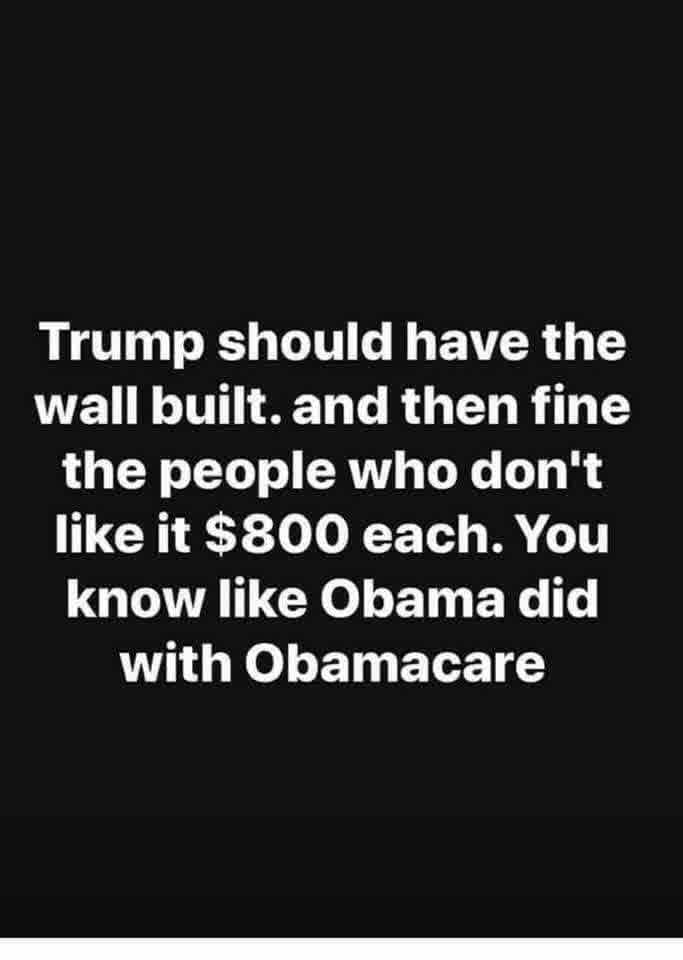 Trump should have the
wall built. and then fine
the people who don't
like it $800 each. You
know like Obama did
with Obamacare